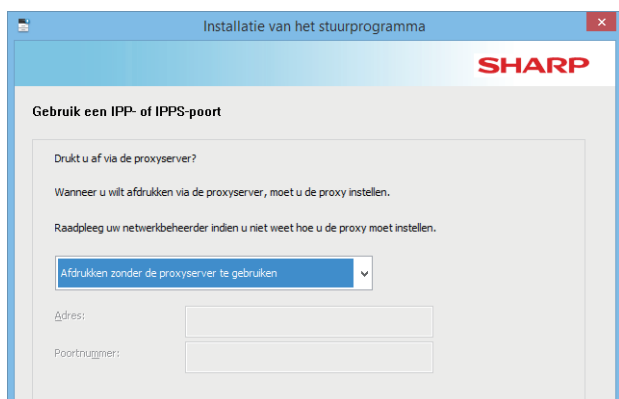 Installatie van het stuurprogramma
SHARP
Gebruik een IPP- of IPPS-poort
Drukt u af via de proxyserver?
Wanneer u wilt afdrukken via de proxyserver, moet u de proxy instellen.
Raadpleeg uw netwerkbeheerder indien u niet weet hoe u de proxy moet instellen.
Afdrukken zonder de proxyserver te gebruiken
Adres:
Poortnummer: